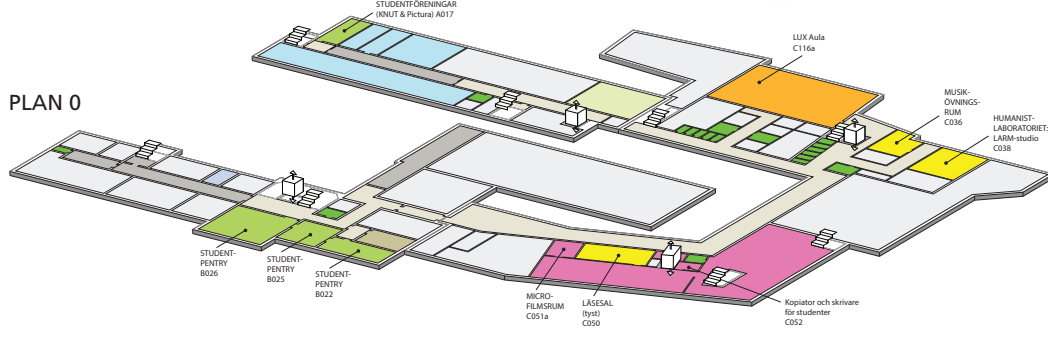 STUDENTFÖRENINGAR
(KNUT & Pictura) A017
LUX Aula
C116a
PLAN 0
MUSIK-
ÖVNINGS-
RUM
C036
HUMANIST-
LABORATORIET:
LARM-studio
C038
STUDENT-
PENTRY
B026
STUDENT-
PENTRY
B025
STUDENT-
PENTRY
B022
MICRO-
FILMSRUM
C051a
LÄSESAL
(tyst)
C050
Kopiator och skrivare
för studenter
C052